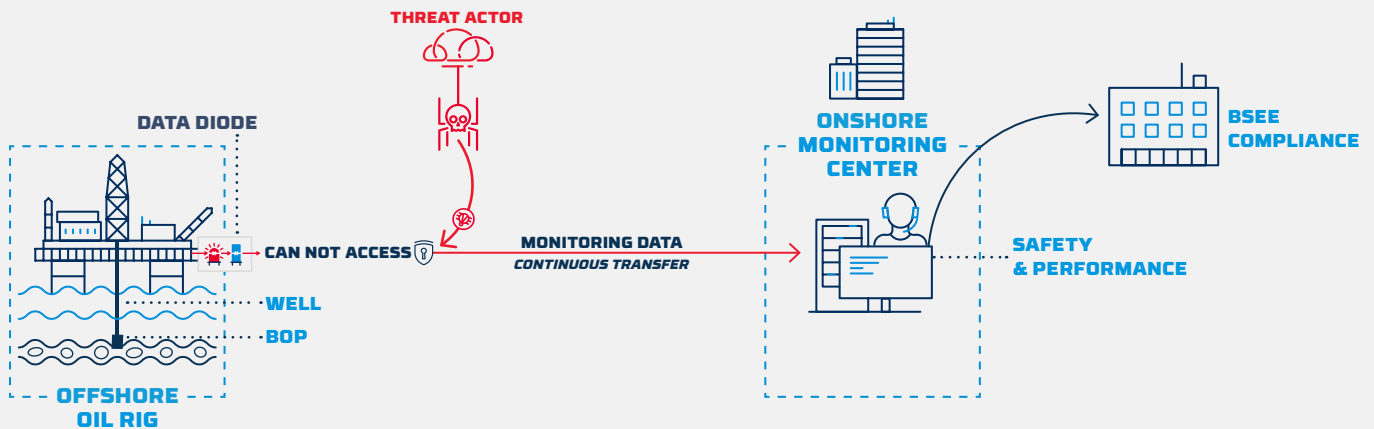 THREAT ACTOR
DATA DIODE
ONSHORE
MONITORING
CENTER
BSEE
COMPLIANCE
CAN NOT ACCESS
MONITORING DATA
CONTINUOUS TRANSFER
SAFETY
& PERFORMANCE
WELL
BOP
OFFSHORE
OIL RIG